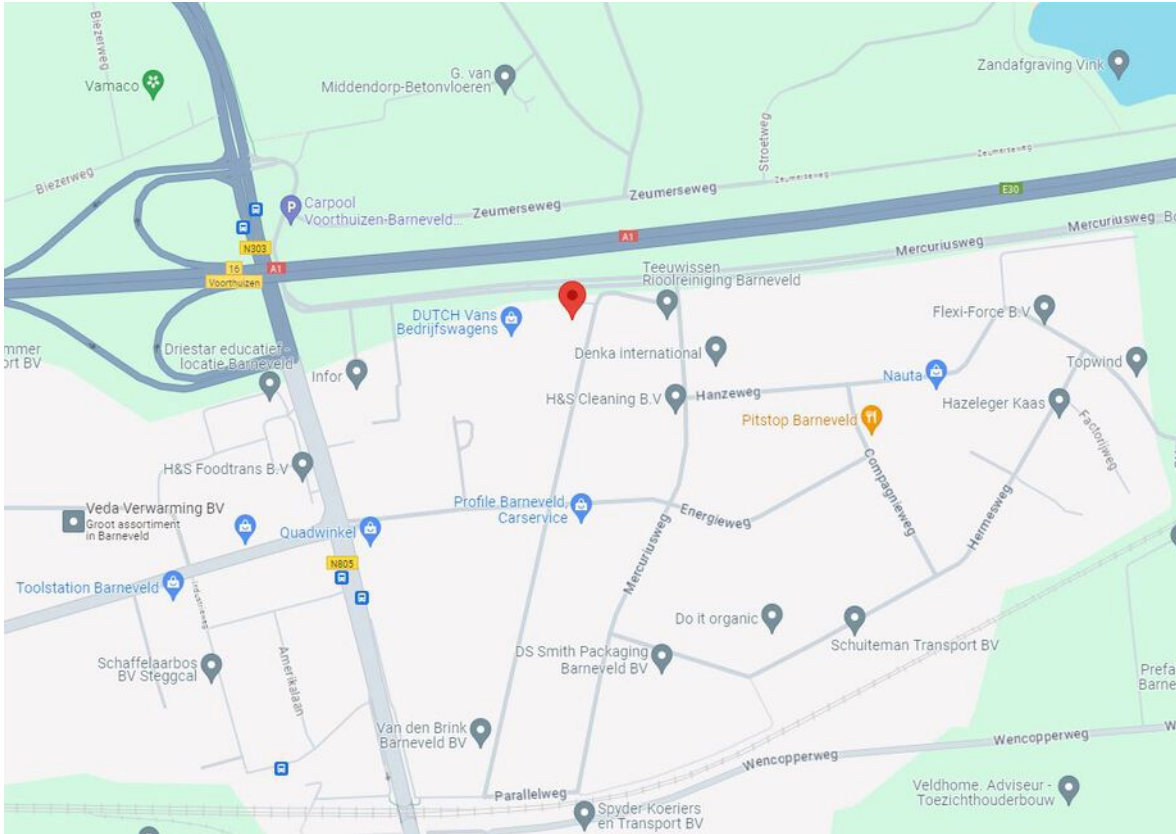 Biezerweg
Vamaco
G. van
Middendorp-Betonvloeren
Zandafgraving Vink
Stroetweg
Zeumerseweg
Biezerweg
Zeumerseweg
Zeumerseweg
Zeumerseweg
E30
Carpool
Voorthuizen-Barneveld...
N303
A1
Mercuriusweg
16
A1
Voorthuizen
Teeuwissen
Rioolreiniging Barneveld
DUTCH Vans
Bedrijfswagens
Flexi-Force B.V
Driestar educatief -
locatie Barneveld
Infor
Denka international
Topwind
Nauta
H&S Cleaning B.V
Hanzeweg
Hazeleger Kaas
Pitstop Barneveld
Factorijweg
H&S Foodtrans B.V
Compagnieweg
Veda Verwarming BV
Groot assortiment
in Barneveld
Profile Barneveld,
Carservice
Energieweg
Hermesweg
Quadwinkel
N805
Mercuriusweg
Toolstation Barneveld
Industrieweg
Do it organic
Schuiteman Transport BV
DS Smith Packaging
Barneveld BV
Schaffelaarbos
BV Steggcal
Amerikalaan
Van den Brink
Barneveld BV
Wencopperweg
Wencopperweg
Parallelweg
Veldhome. Adviseur -
Toezichthouderbouw
Spyder Koeriers
en Transport BV